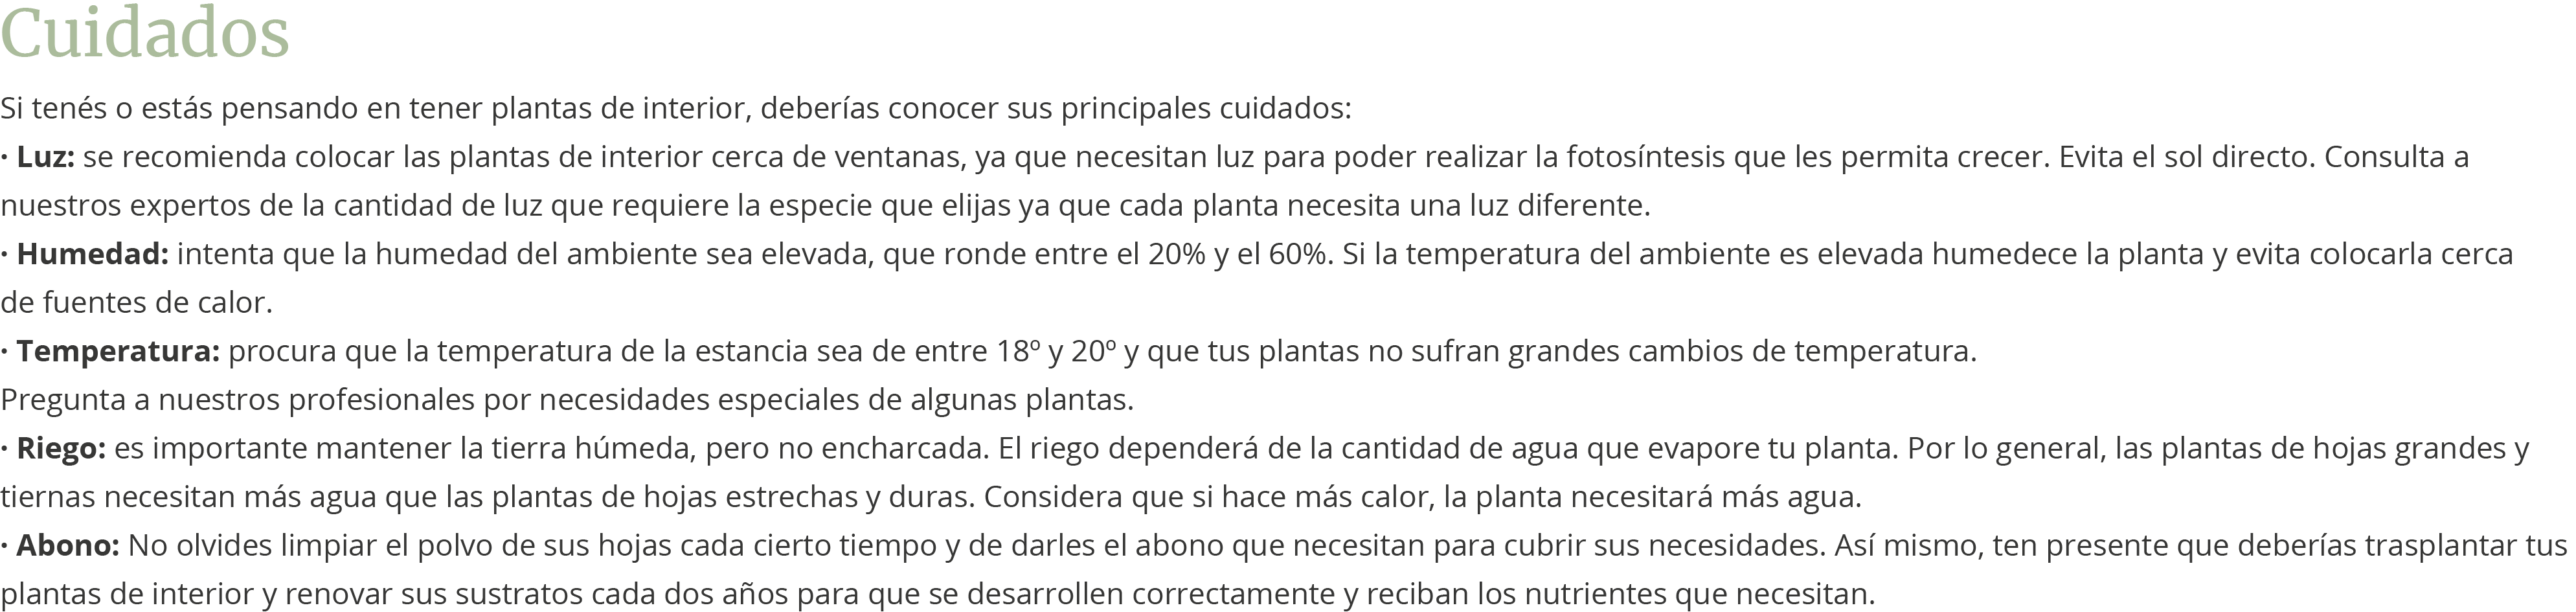 Cuidados
Si tenés o estás pensando en tener plantas de interior, deberías conocer sus principales cuidados:
· Luz: se recomienda colocar las plantas de interior cerca de ventanas, ya que necesitan luz para poder realizar la fotosíntesis que les permita crecer. Evita el sol directo. Consulta a
nuestros expertos de la cantidad de luz que requiere la especie que elijas ya que cada planta necesita una luz diferente.
· Humedad: intenta que la humedad del ambiente sea elevada, que ronde entre el 20% y el 60%. Si la temperatura del ambiente es elevada humedece la planta y evita colocarla cerca
de fuentes de calor.
· Temperatura: procura que la temperatura de la estancia sea de entre 18º y 20º y que tus plantas no sufran grandes cambios de temperatura.
Pregunta a nuestros profesionales por necesidades especiales de algunas plantas.
· Riego: es importante mantener la tierra húmeda, pero no encharcada. El riego dependerá de la cantidad de agua que evapore tu planta. Por lo general, las plantas de hojas grandes y
tiernas necesitan más agua que las plantas de hojas estrechas y duras. Considera que si hace más calor, la planta necesitará más agua.
· Abono: No olvides limpiar el polvo de sus hojas cada cierto tiempo y de darles el abono que necesitan para cubrir sus necesidades. Así mismo, ten presente que deberías trasplantar tus
plantas de interior y renovar sus sustratos cada dos años para que se desarrollen correctamente y reciban los nutrientes que necesitan.